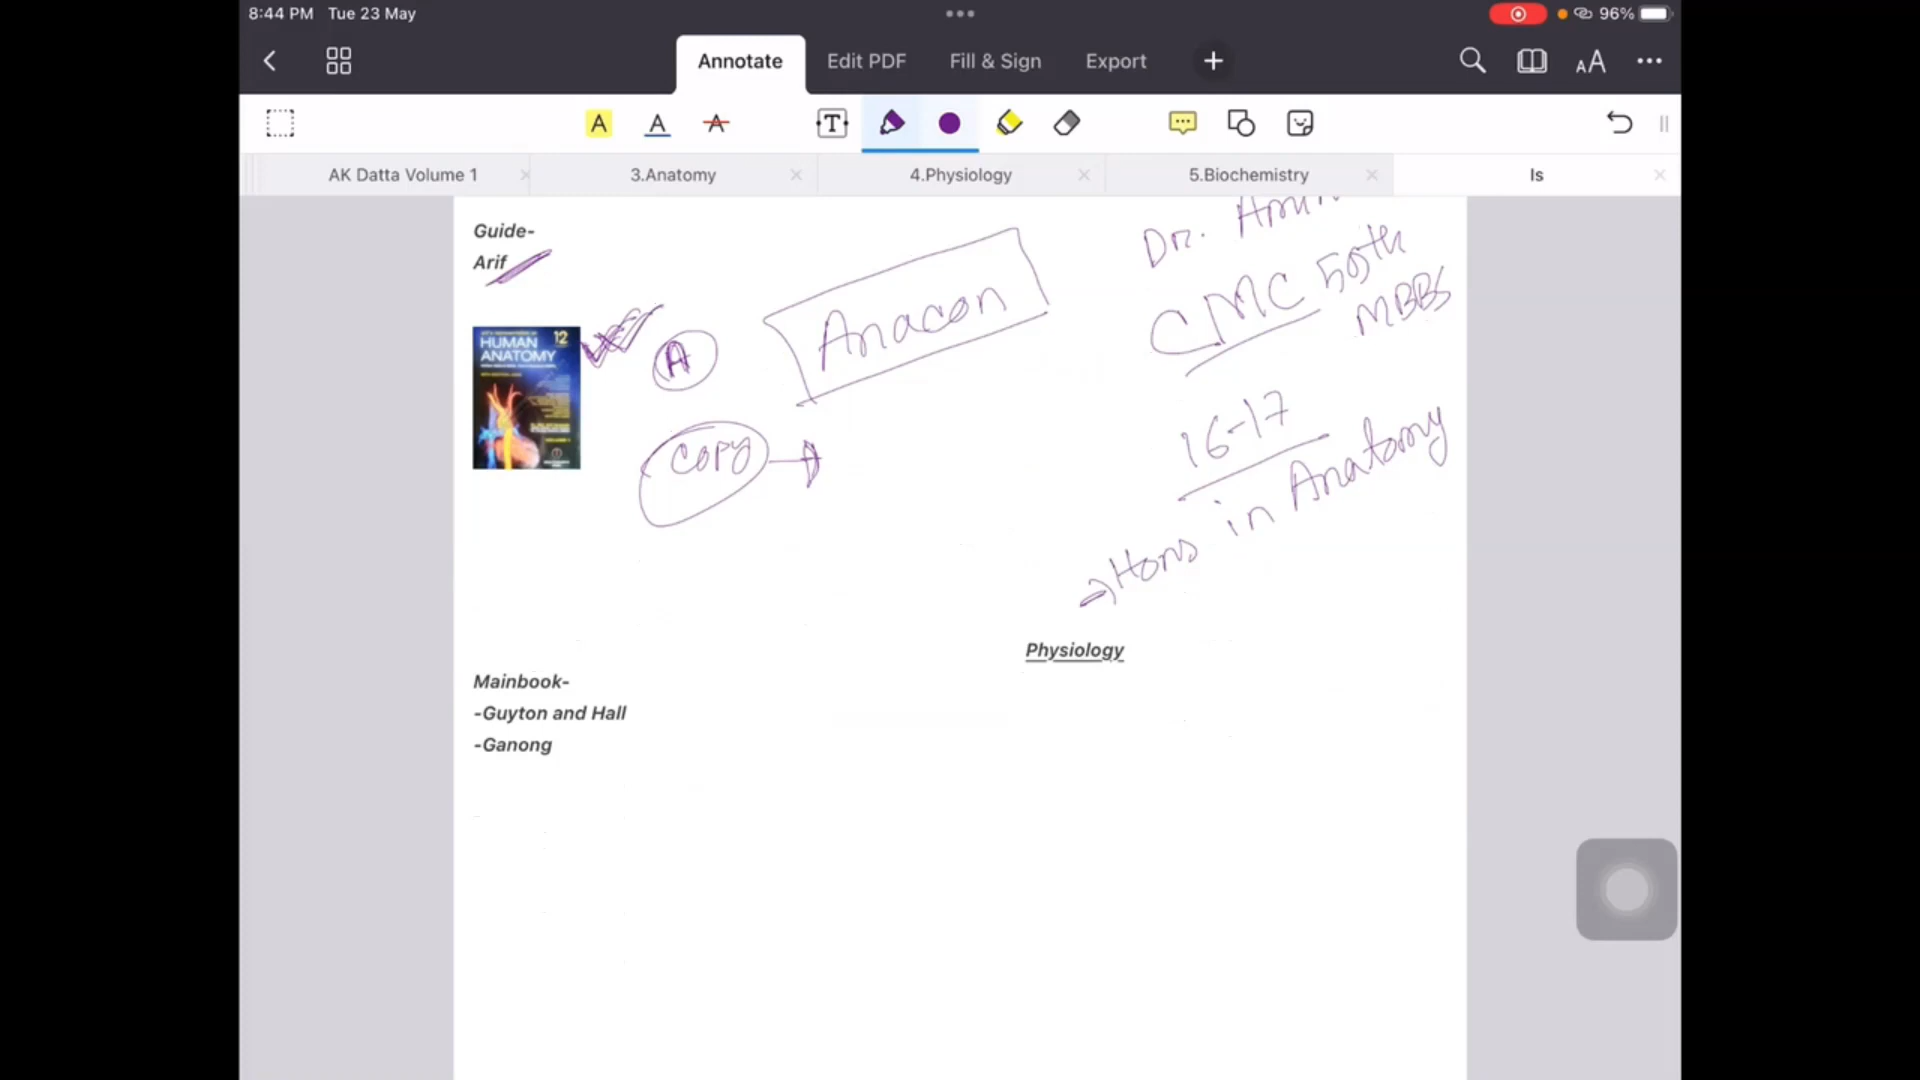 8:44 PM Tue 23 May
96%
Annotate Edit PDF Fill & Sign Export
AK Datta Volume 1 3.Anatomy 4.Physiology 5.Biochemistry Is
Guide-
Arif
Dr.
CMC 50th
MBBS
Anacon
HUMAN
ANATOMY
12
A
Copy
16-17
Hons in Anatomy
Physiology
Mainbook-
-Guyton and Hall
-Ganong